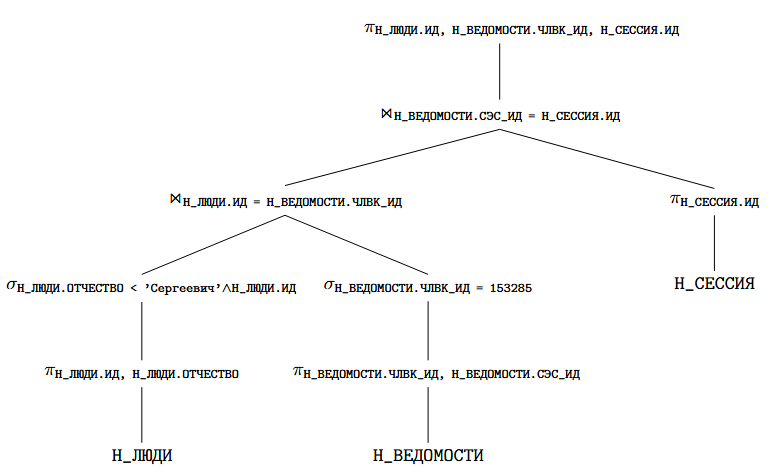 πН_ЛЮДИ.ИД, Н_ВЕДОМОСТИ.ЧЛВК_ИД, Н_СЕССИЯ.ИД
⋈Н_ВЕДОМОСТИ.СЭС_ИД = Н_СЕССИЯ.ИД
⋈Н_ЛЮДИ.ИД = Н_ВЕДОМОСТИ.ЧЛВК_ИД
πН_СЕССИЯ.ИД
σН_ЛЮДИ.ОТЧЕСТВО < ’Сергеевич’∧Н_ЛЮДИ.ИД
σН_ВЕДОМОСТИ.ЧЛВК_ИД = 153285
Н_СЕССИЯ
πН_ЛЮДИ.ИД, Н_ЛЮДИ.ОТЧЕСТВО
πН_ВЕДОМОСТИ.ЧЛВК_ИД, Н_ВЕДОМОСТИ.СЭС_ИД
Н_ЛЮДИ
Н_ВЕДОМОСТИ